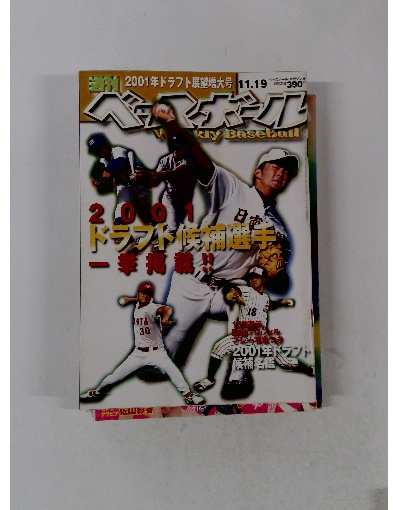 週刊
2001年ドラフト展望増大号
11.19
390
ベースボール
Weekly Baseball
日南
2001
ドラフト候補選手
一挙掲載!!
30
18
2001年ドラフト
候補名鑑